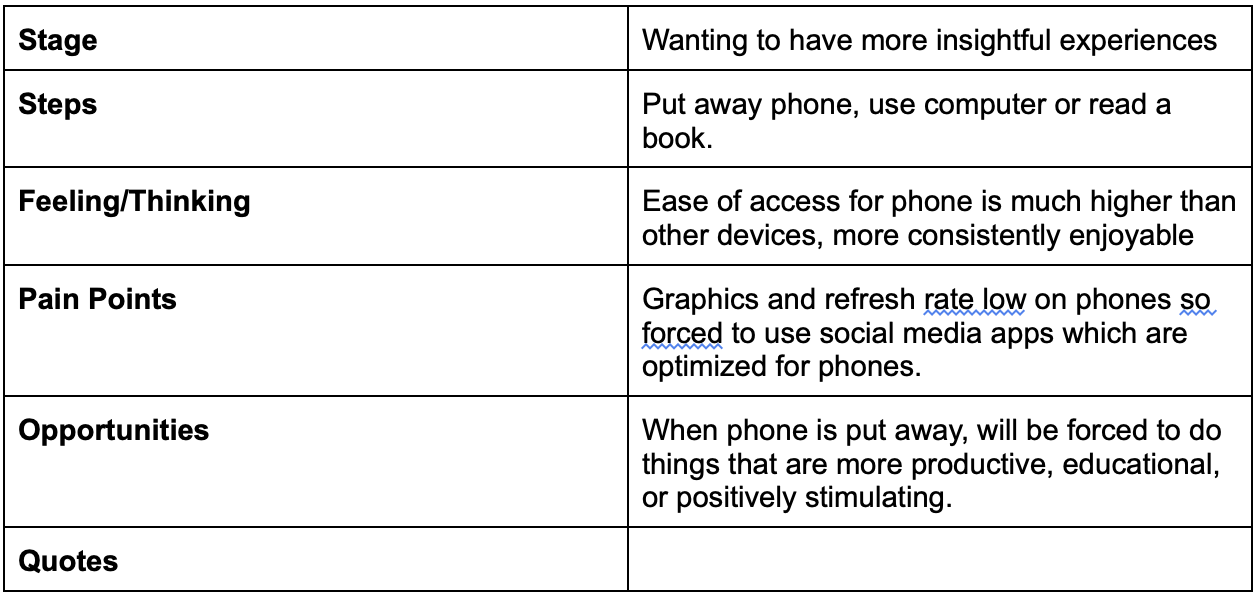 Stage
Wanting to have more insightful experiences
Steps
Put away phone, use computer or read a
book.
Feeling/Thinking
Ease of access for phone is much higher than
other devices, more consistently enjoyable
Pain Points
Graphics and refresh rate low on phones so
forced to use social media apps which are
optimized for phones.
Opportunities
When phone is put away, will be forced to do
things that are more productive, educational,
or positively stimulating.
Quotes